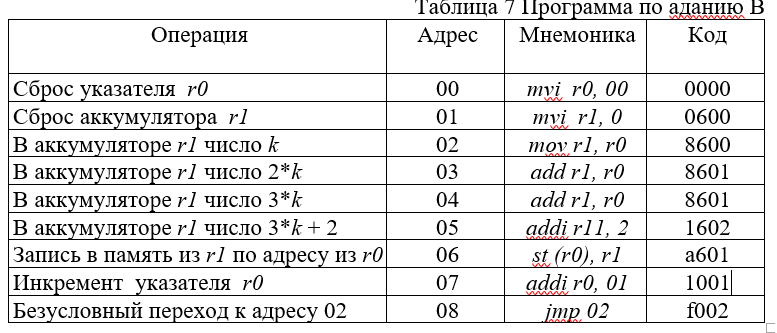 Таблица 7 Программа по аданию В
Операция Адрес Мнемоника Код
Сброс указателя r0 00 mvi r0, 00 0000
Сброс аккумулятора r1 01 mvi r1, 0 0600
В аккумуляторе r1 число k 02 mov r1, r0 8600
В аккумуляторе r1 число 2*k 03 add r1, r0 8601
В аккумуляторе r1 число 3*k 04 add r1, r0 8601
В аккумуляторе r1 число 3*k + 2 05 addi r11, 2 1602
Запись в память из r1 по адресу из r0 06 st (r0), r1 a601
Инкремент указателя r0 07 addi r0, 01 1001
Безусловный переход к адресу 02 08 jmp 02 f002